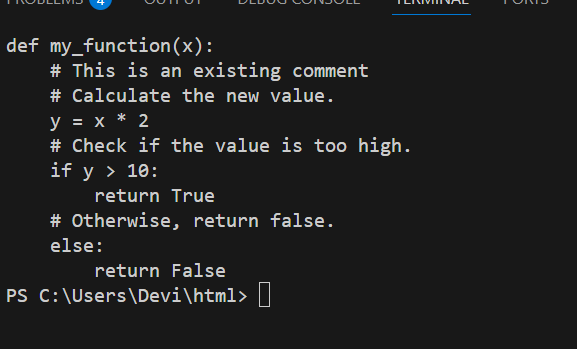 PROBLEMS 4 OUTPUT DEBUG CONSOLE TERMINAL PORTS
def my_function(x):
    # This is an existing comment
    # Calculate the new value.
    y = x * 2
    # Check if the value is too high.
    if y > 10:
        return True
    # Otherwise, return false.
    else:
        return False
PS C:\Users\Devi\html>